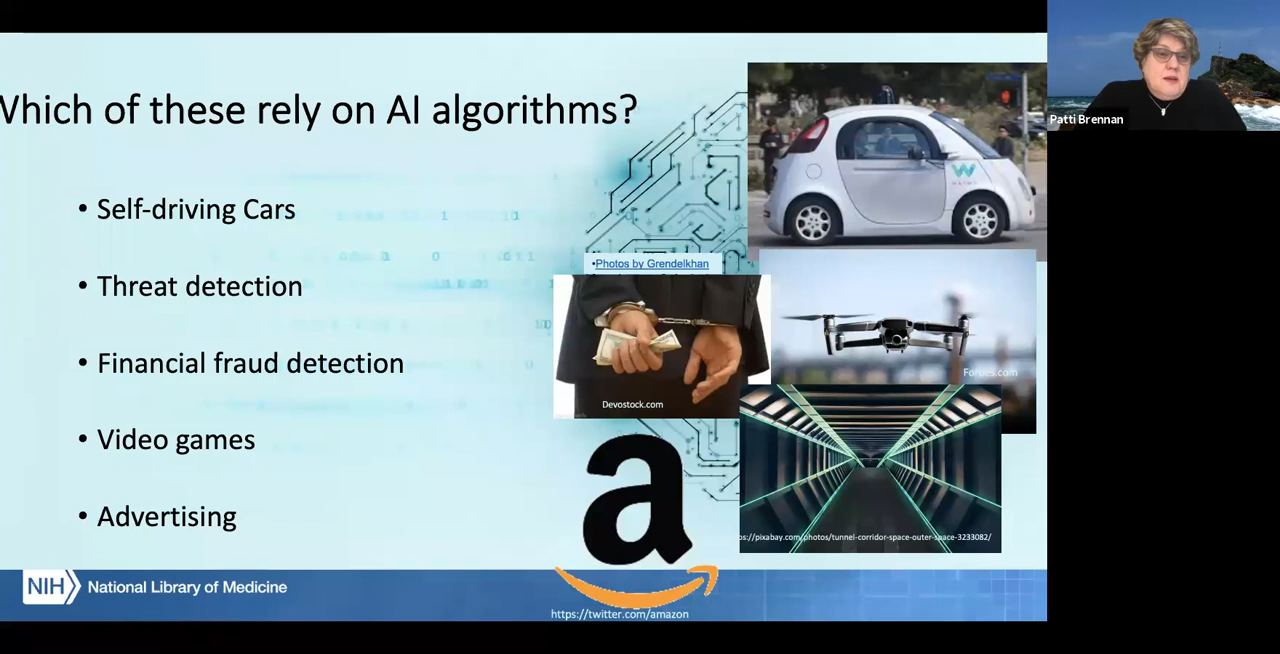 Which of these rely on AI algorithms?
• Self-driving Cars
• Threat detection
• Financial fraud detection
• Video games
• Advertising
•Photos by Grendelkhan
Devostock.com
Forbes.com
a
s://pixabay.com/photos/tunnel-corridor-space-outer-space-3233082/
https://twitter.com/amazon
NIH National Library of Medicine
Patti Brennan